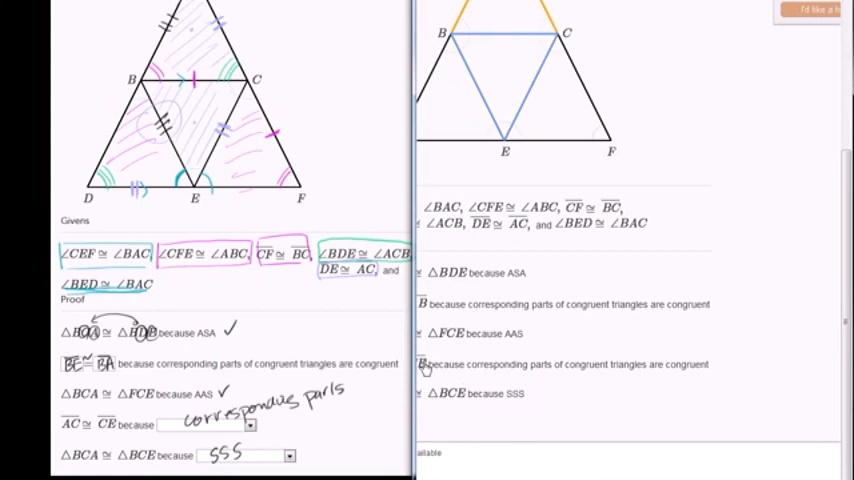 I'd like a h
B
C
D
E
F
Givens
∠CEF ≅ ∠BAC, ∠CFE ≅ ∠ABC, CF ≅ BC, ∠BDE ≅ ∠ACB,
DE ≅ AC, and
∠BED ≅ ∠BAC
Proof
because ASA ✓
BE ≅ BA because corresponding parts of congruent triangles are congruent
△BCA ≅ △FCE because AAS ✓
AC ≅ CE because corresponding parts
△BCA ≅ △BCE because SSS
B
C
E
F
∠BAC, ∠CFE ≅ ∠ABC, CF ≅ BC,
≅ ∠ACB, DE ≅ AC, and ∠BED ≅ ∠BAC
≅ △BDE because ASA
B because corresponding parts of congruent triangles are congruent
≅ △FCE because AAS
because corresponding parts of congruent triangles are congruent
≅ △BCE because SSS
ailable